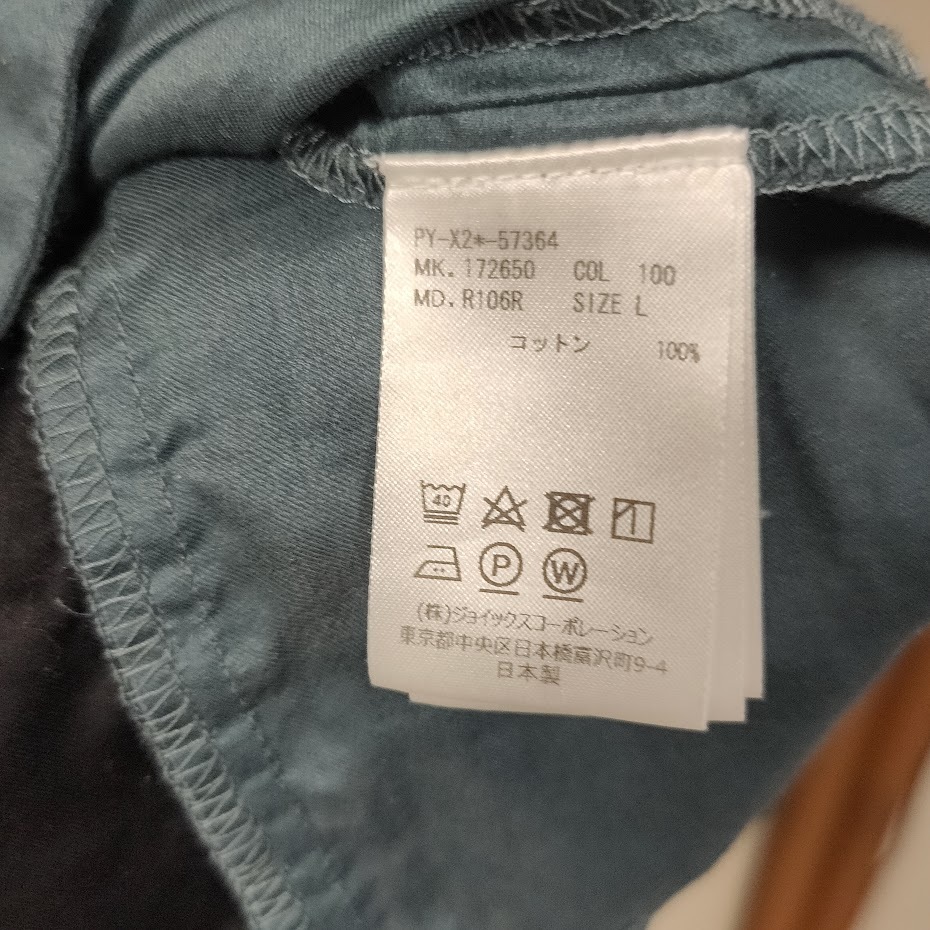 PY-X2*-57364
MK. 172650 COL 100
MD. R106R SIZE L
コットン 100%
40
P W
(株)ジョイックスコーポレーション
東京都中央区日本橋富沢町9-4
日本製